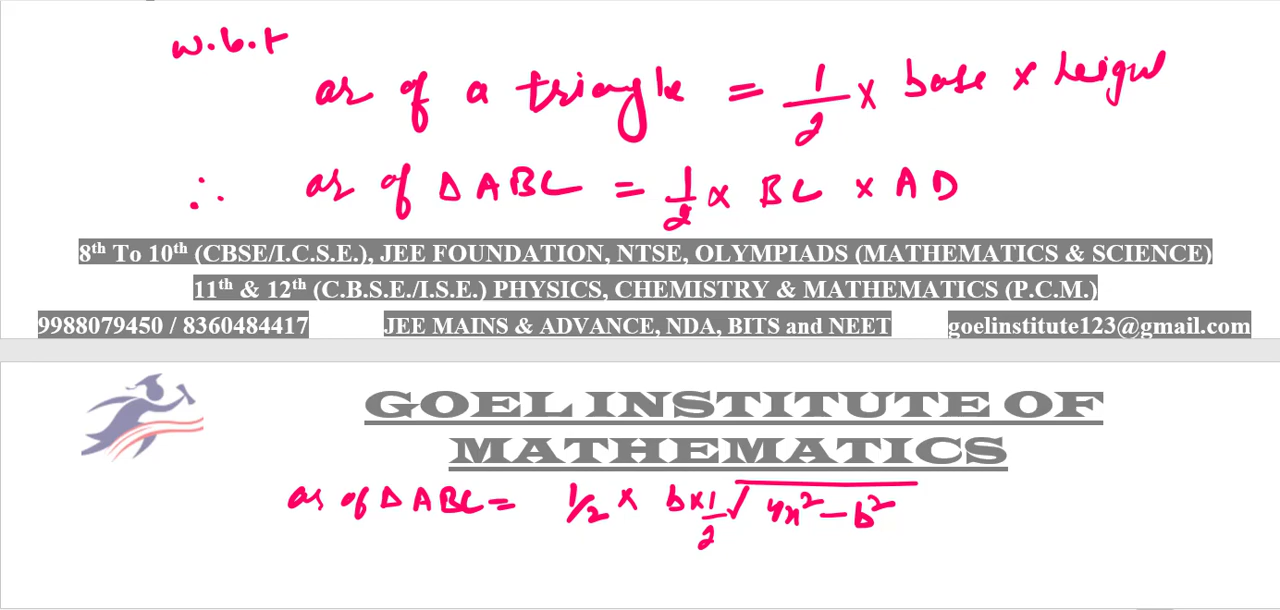 w.k.t
ar of a triangle = 1/2 × base × height
∴ ar of ΔABC = 1/2 × BC × AD
8th To 10th (CBSE/I.C.S.E.), JEE FOUNDATION, NTSE, OLYMPIADS (MATHEMATICS & SCIENCE)
11th & 12th (C.B.S.E./I.S.E.) PHYSICS, CHEMISTRY & MATHEMATICS (P.C.M.)
9988079450 / 8360484417 JEE MAINS & ADVANCE, NDA, BITS and NEET goelinstitute123@gmail.com
GOEL INSTITUTE OF
MATHEMATICS
ar of Δ ABC = 1/2 × b × 1/2 √(4x² − b²)